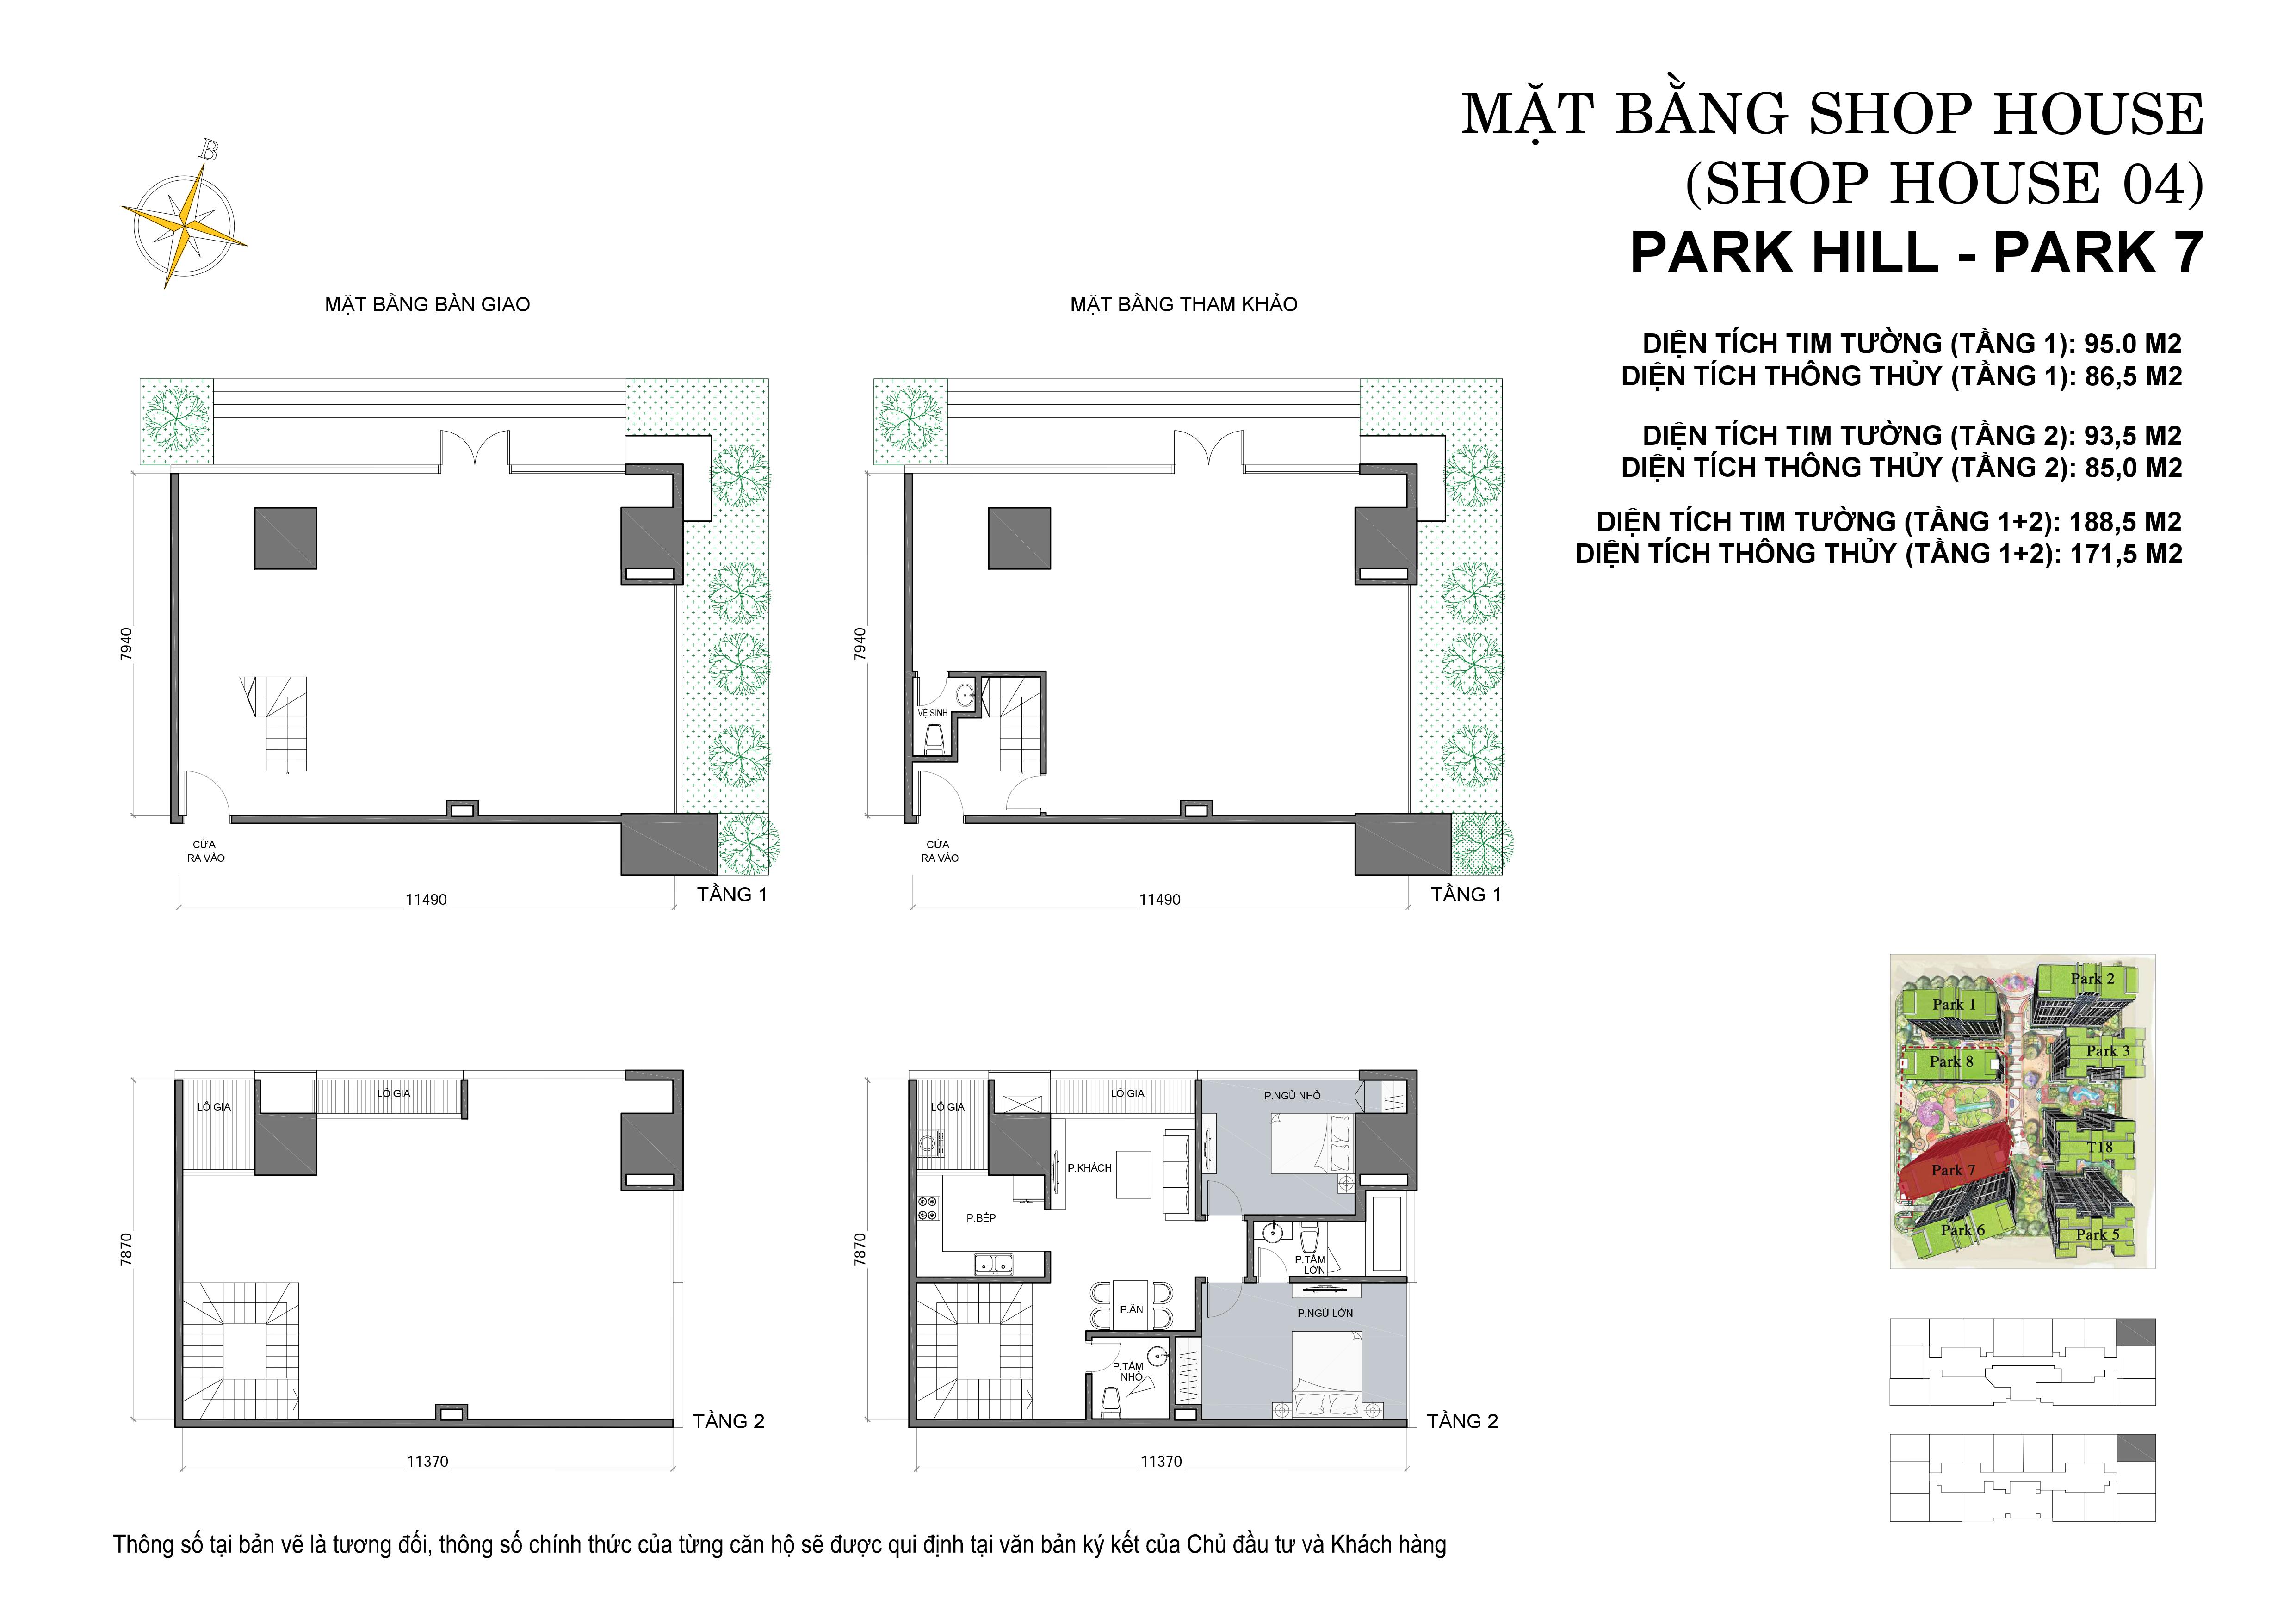 B
MẶT BẰNG SHOP HOUSE
(SHOP HOUSE 04)
PARK HILL - PARK 7
MẶT BẰNG BÀN GIAO
MẶT BẰNG THAM KHẢO
DIỆN TÍCH TIM TƯỜNG (TẦNG 1): 95.0 M2
DIỆN TÍCH THÔNG THỦY (TẦNG 1): 86,5 M2
DIỆN TÍCH TIM TƯỜNG (TẦNG 2): 93,5 M2
DIỆN TÍCH THÔNG THỦY (TẦNG 2): 85,0 M2
DIỆN TÍCH TIM TƯỜNG (TẦNG 1+2): 188,5 M2
DIỆN TÍCH THÔNG THỦY (TẦNG 1+2): 171,5 M2
7940
CỬA
RA VÀO
11490
TẦNG 1
7940
VỆ SINH
CỬA
RA VÀO
11490
TẦNG 1
LÔ GIA
LÔ GIA
7870
11370
TẦNG 2
LÔ GIA
LÔ GIA
P.NGỦ NHỎ
P.KHÁCH
P.BẾP
7870
P.TẮM
LỚN
P.ĂN
P.NGỦ LỚN
P.TẮM
NHỎ
11370
TẦNG 2
Park 2
Park 1
Park 3
Park 8
T18
Park 7
Park 6
Park 5
Thông số tại bản vẽ là tương đối, thông số chính thức của từng căn hộ sẽ được qui định tại văn bản ký kết của Chủ đầu tư và Khách hàng